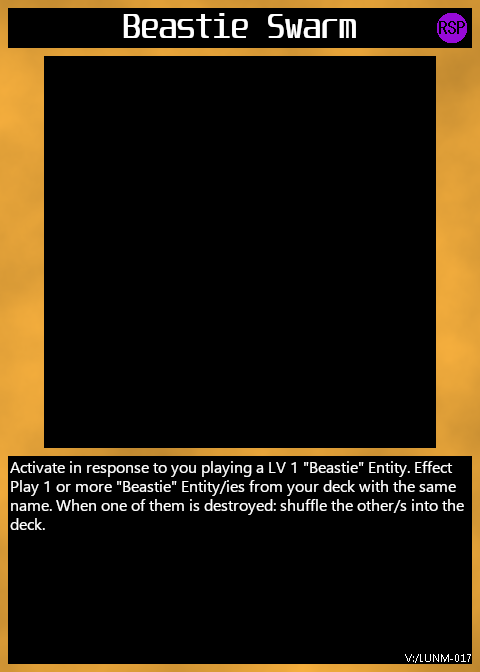 Beastie Swarm
RSP
Activate in response to you playing a LV 1 "Beastie" Entity. Effect
Play 1 or more "Beastie" Entity/ies from your deck with the same
name. When one of them is destroyed: shuffle the other/s into the
deck.
V:/LUNM-017